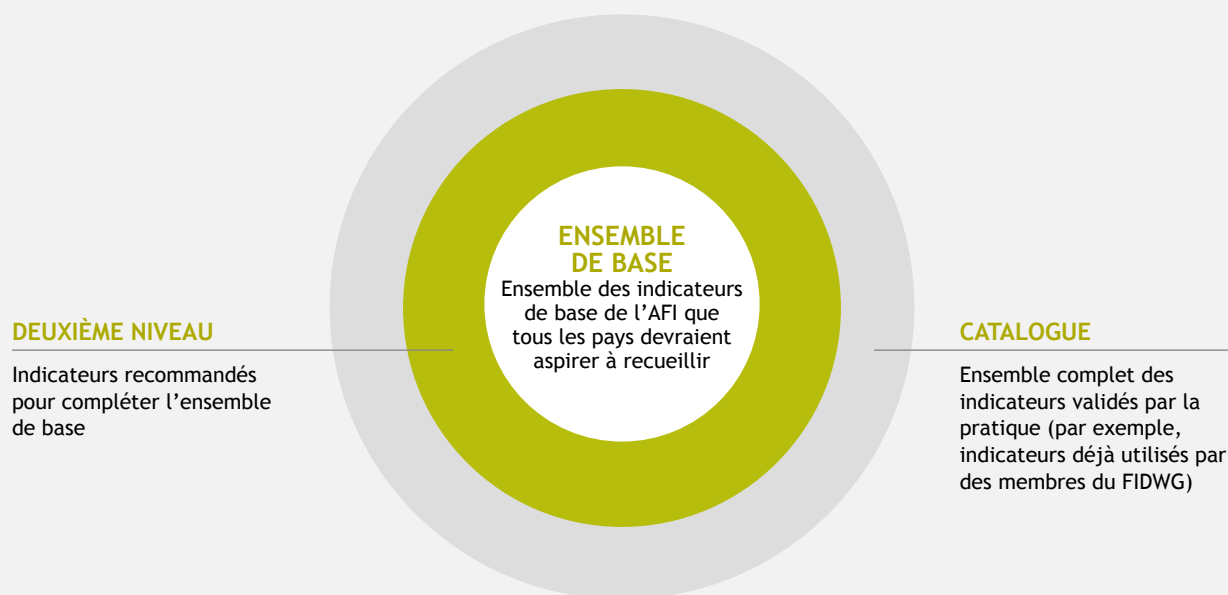 ENSEMBLE
DE BASE
Ensemble des indicateurs
de base de l’AFI que
tous les pays devraient
aspirer à recueillir
DEUXIÈME NIVEAU
Indicateurs recommandés
pour compléter l’ensemble
de base
CATALOGUE
Ensemble complet des
indicateurs validés par la
pratique (par exemple,
indicateurs déjà utilisés par
des membres du FIDWG)